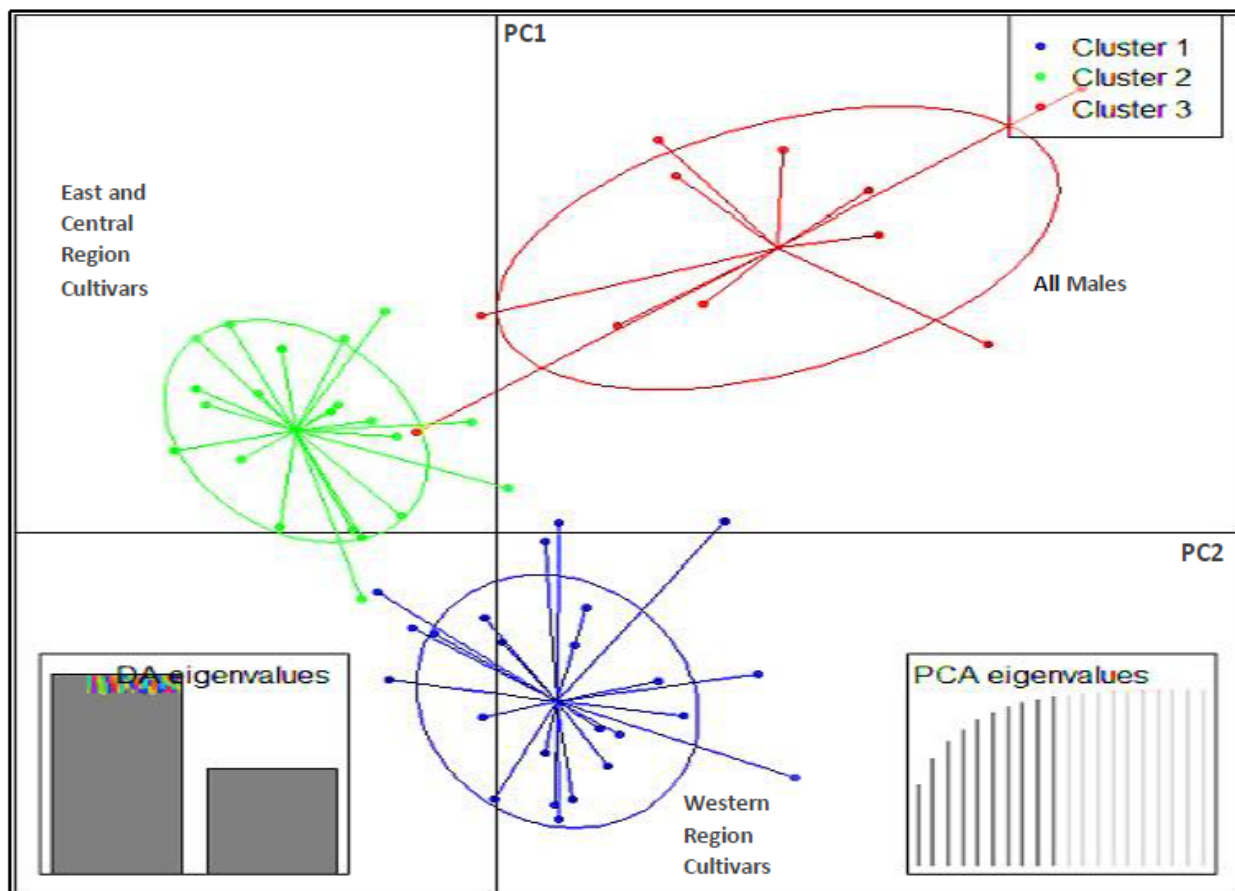 PC1
Cluster 1
Cluster 2
Cluster 3
East and
Central
Region
Cultivars
All Males
PC2
DA eigenvalues
PCA eigenvalues
Western
Region
Cultivars